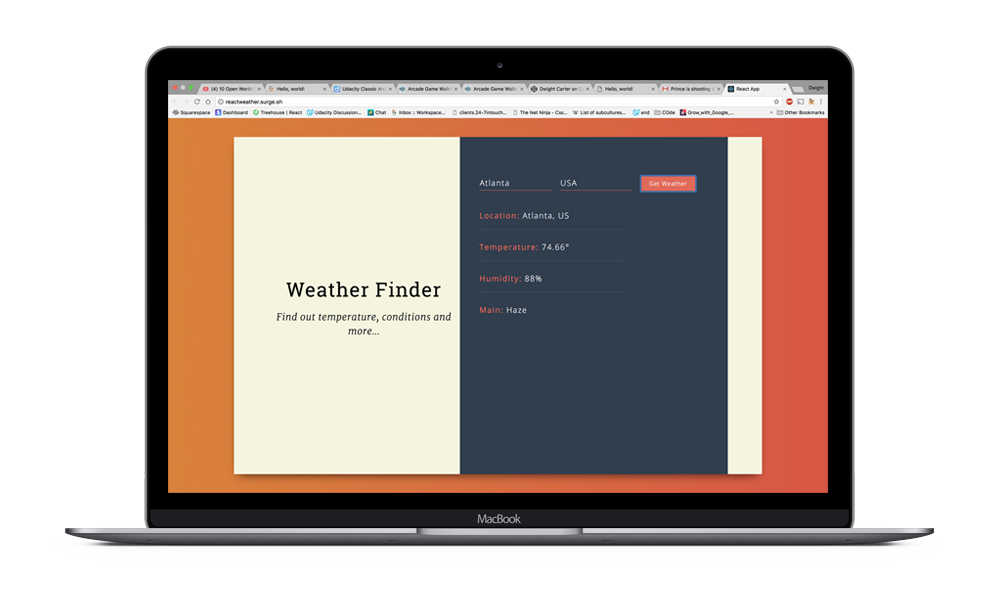 (4) 10 Open World
Hello, world!
Udacity Classic Arc
Arcade Game Walk
Arcade Game Walk
Dwight Carter on C
Hello, world!
Prince is shooting
React App
Dwight
reactweather.surge.sh
Squarespace
Dashboard
Treehouse | React
Udacity Discussion...
Chat
Inbox :: Workspace...
clients.24-7intouch...
The Net Ninja - Css...
W List of subcultures...
end
COde
Grow_with_Google_...
Other Bookmarks
Atlanta USA Get Weather
Location: Atlanta, US
Temperature: 74.66°
Humidity: 88%
Main: Haze
Weather Finder
Find out temperature, conditions and
more...
MacBook